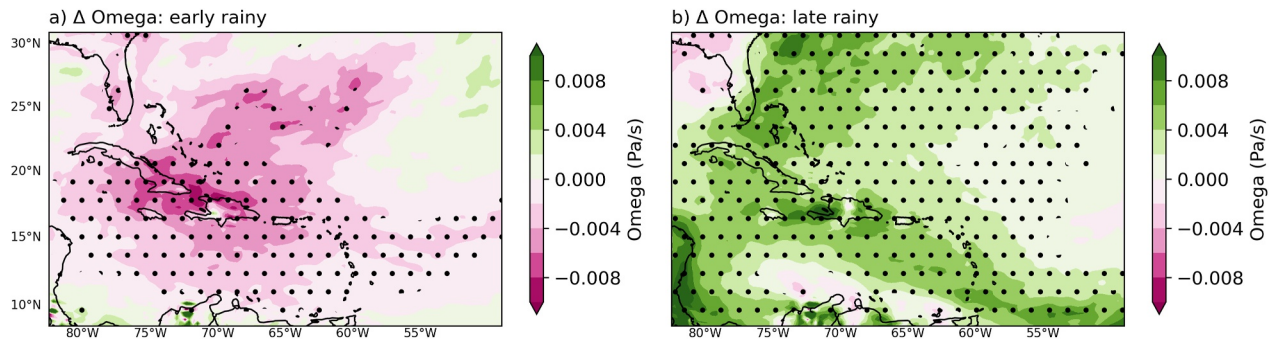 a) Δ Omega: early rainy
30°N
25°N
20°N
15°N
10°N
80°W 75°W 70°W 65°W 60°W 55°W
0.008
0.004
0.000
−0.004
−0.008
Omega (Pa/s)
b) Δ Omega: late rainy
80°W 75°W 70°W 65°W 60°W 55°W
0.008
0.004
0.000
−0.004
−0.008
Omega (Pa/s)